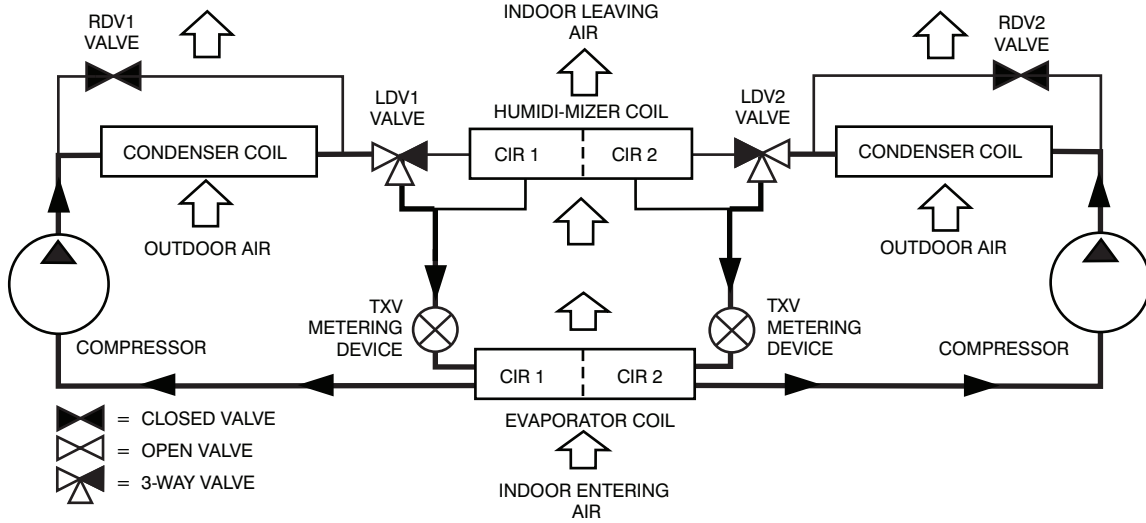 RDV1
VALVE
INDOOR LEAVING
AIR
RDV2
VALVE
LDV1
VALVE
HUMIDI-MIZER COIL
LDV2
VALVE
CONDENSER COIL
CIR 1
CIR 2
CONDENSER COIL
OUTDOOR AIR
OUTDOOR AIR
TXV
METERING
DEVICE
TXV
METERING
DEVICE
COMPRESSOR
COMPRESSOR
CIR 1
CIR 2
EVAPORATOR COIL
= CLOSED VALVE
= OPEN VALVE
= 3-WAY VALVE
INDOOR ENTERING
AIR